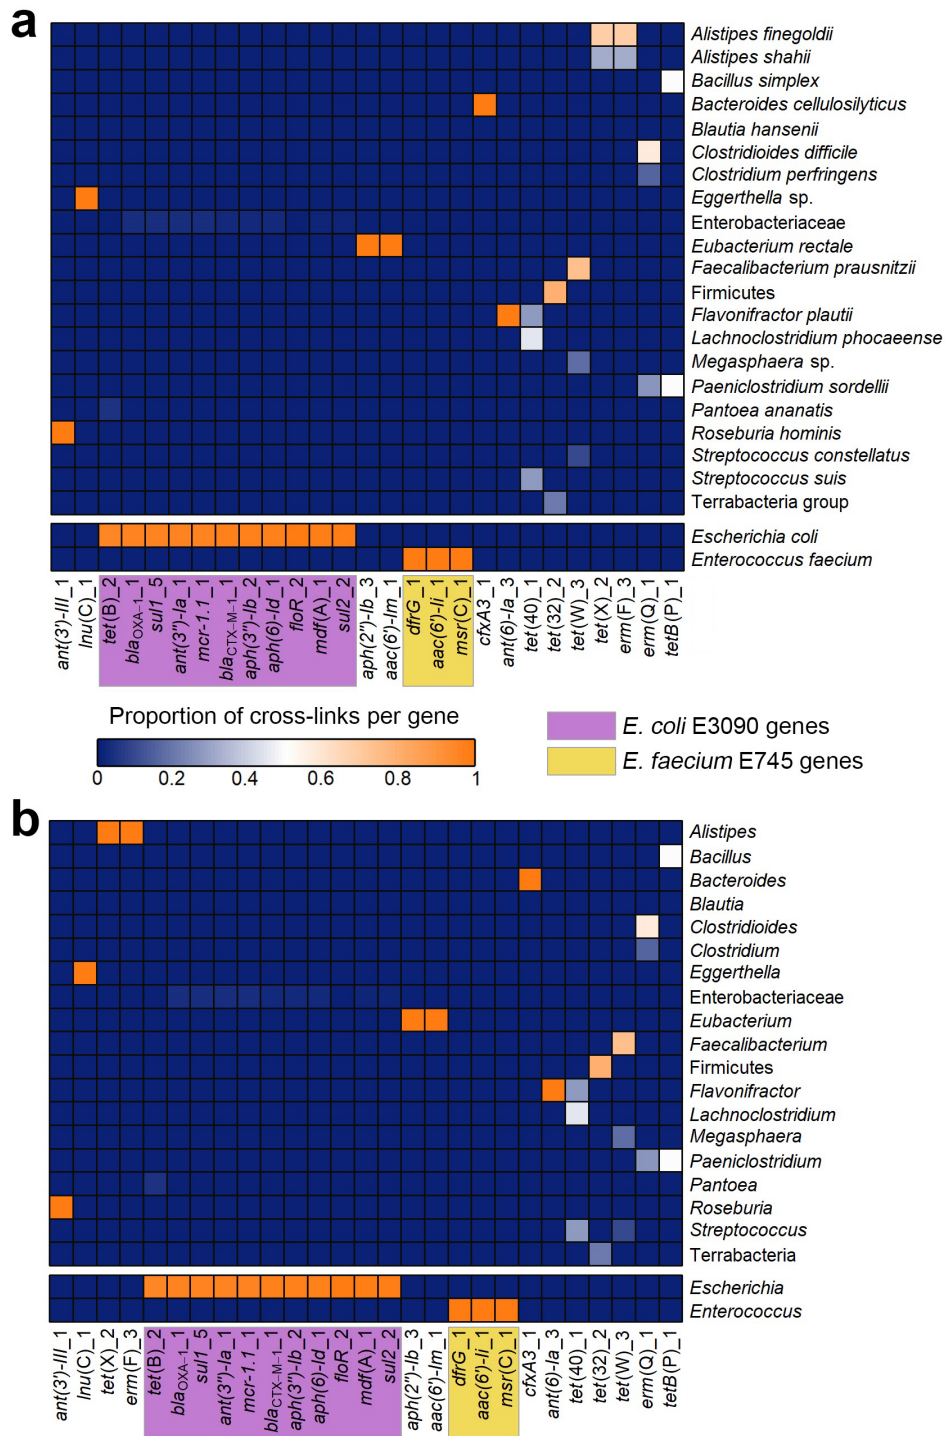 a
Alistipes finegoldii
Alistipes shahii
Bacillus simplex
Bacteroides cellulosilyticus
Blautia hansenii
Clostridioides difficile
Clostridium perfringens
Eggerthella sp.
Enterobacteriaceae
Eubacterium rectale
Faecalibacterium prausnitzii
Firmicutes
Flavonifractor plautii
Lachnoclostridium phocaeense
Megasphaera sp.
Paeniclostridium sordellii
Pantoea ananatis
Roseburia hominis
Streptococcus constellatus
Streptococcus suis
Terrabacteria group
Escherichia coli
Enterococcus faecium
ant(3')-III_1
lnu(C)_1
tet(B)_2
blaOXA–1_1
sul1_5
ant(3")-Ia_1
mcr-1.1_1
blaCTX–M–1_1
aph(3')-Ib_2
aph(6)-Id_1
floR_2
mdf(A)_1
sul2_2
aph(2")-Ib_3
aac(6')-Im_1
dfrG_1
aac(6')-Ii_1
msr(C)_1
cfxA3_1
ant(6)-Ia_3
tet(40)_1
tet(32)_2
tet(W)_3
tet(X)_2
erm(F)_3
erm(Q)_1
tetB(P)_1
Proportion of cross-links per gene
0 0.2 0.4 0.6 0.8 1
E. coli E3090 genes
E. faecium E745 genes
b
Alistipes
Bacillus
Bacteroides
Blautia
Clostridioides
Clostridium
Eggerthella
Enterobacteriaceae
Eubacterium
Faecalibacterium
Firmicutes
Flavonifractor
Lachnoclostridium
Megasphaera
Paeniclostridium
Pantoea
Roseburia
Streptococcus
Terrabacteria
Escherichia
Enterococcus
ant(3')-III_1
lnu(C)_1
tet(X)_2
erm(F)_3
tet(B)_2
blaOXA–1_1
sul1_5
ant(3")-Ia_1
mcr-1.1_1
blaCTX–M–1_1
aph(3")-Ib_2
aph(6)-Id_1
floR_2
mdf(A)_1
sul2_2
aph(2")-Ib_3
aac(6')-Im_1
dfrG_1
aac(6')-Ii_1
msr(C)_1
cfxA3_1
ant(6)-Ia_3
tet(40)_1
tet(32)_2
tet(W)_3
erm(Q)_1
tetB(P)_1